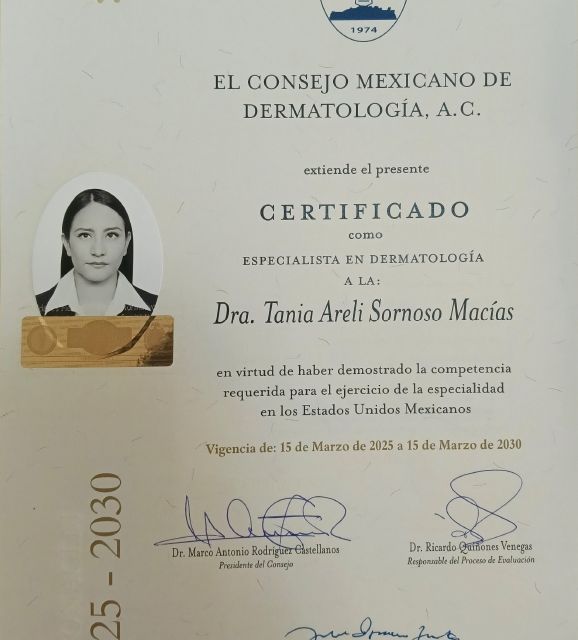 1974
EL CONSEJO MEXICANO DE
DERMATOLOGÍA, A.C.
extiende el presente
CERTIFICADO
como
ESPECIALISTA EN DERMATOLOGÍA
A LA:
Dra. Tania Areli Sornoso Macías
en virtud de haber demostrado la competencia
requerida para el ejercicio de la especialidad
en los Estados Unidos Mexicanos
Vigencia de: 15 de Marzo de 2025 a 15 de Marzo de 2030
25 - 2030
Dr. Marco Antonio Rodríguez Castellanos
Presidente del Consejo
Dr. Ricardo Quiñones Venegas
Responsable del Proceso de Evaluación